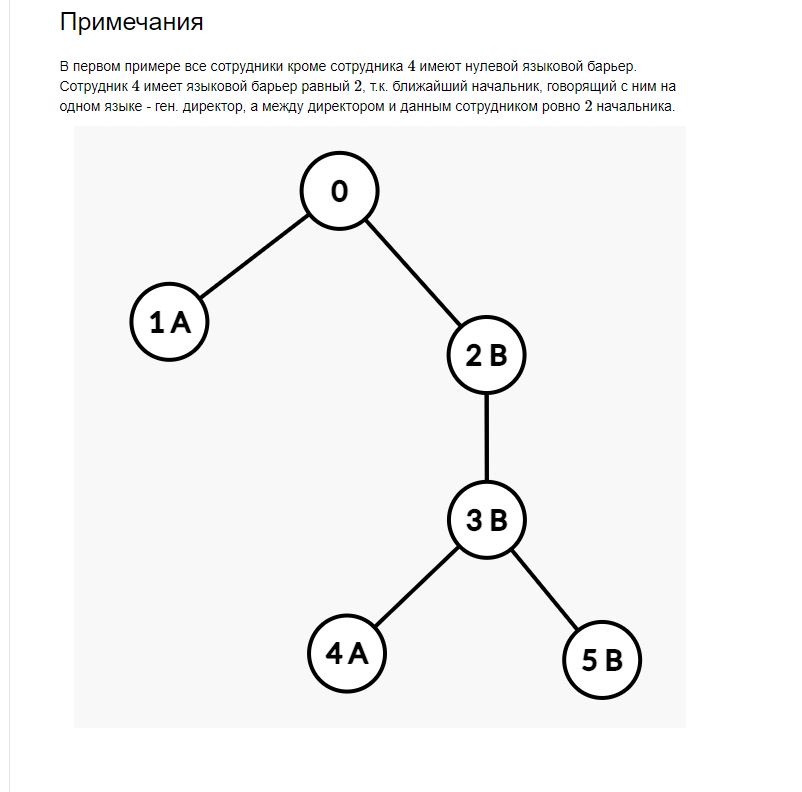 Примечания
В первом примере все сотрудники кроме сотрудника 4 имеют нулевой языковой барьер.
Сотрудник 4 имеет языковой барьер равный 2, т.к. ближайший начальник, говорящий с ним на
одном языке - ген. директор, а между директором и данным сотрудником ровно 2 начальника.
0
1 A
2 B
3 B
4 A
5 B